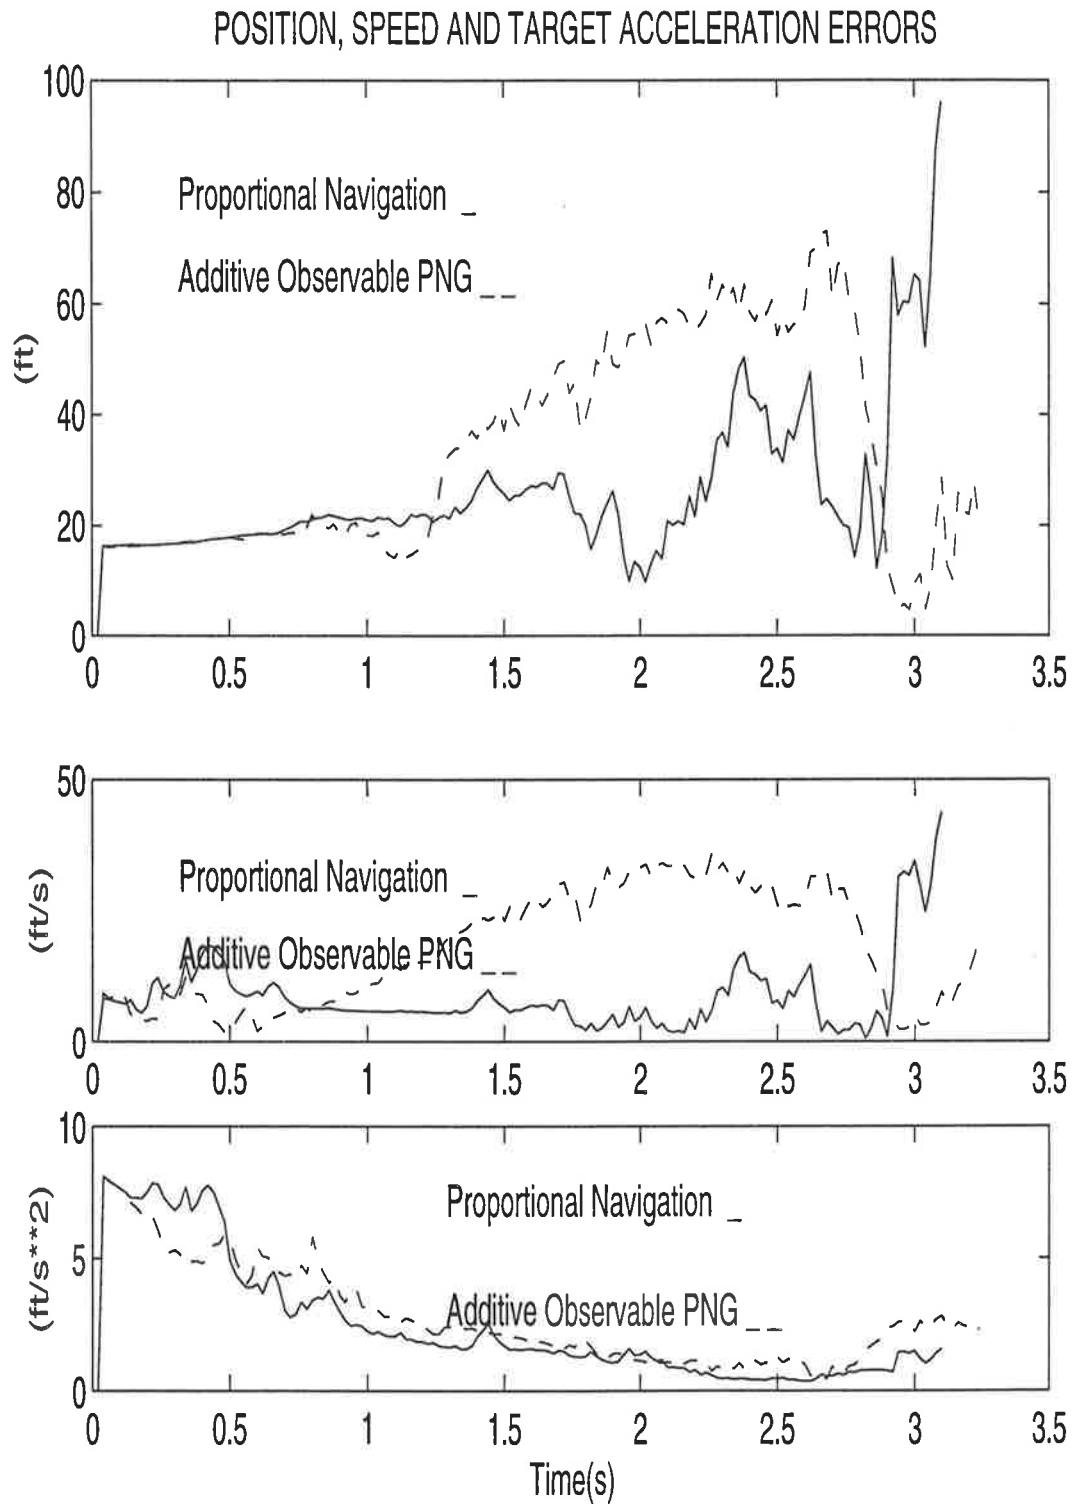 POSITION, SPEED AND TARGET ACCELERATION ERRORS
100
80
60
40
20
0
(ft)
Proportional Navigation _
Additive Observable PNG _ _
0 0.5 1 1.5 2 2.5 3 3.5
50
0
(ft/s)
Proportional Navigation _
Additive Observable PNG _ _
0 0.5 1 1.5 2 2.5 3 3.5
10
5
0
(ft/s**2)
Proportional Navigation _
Additive Observable PNG _ _
0 0.5 1 1.5 2 2.5 3 3.5
Time(s)